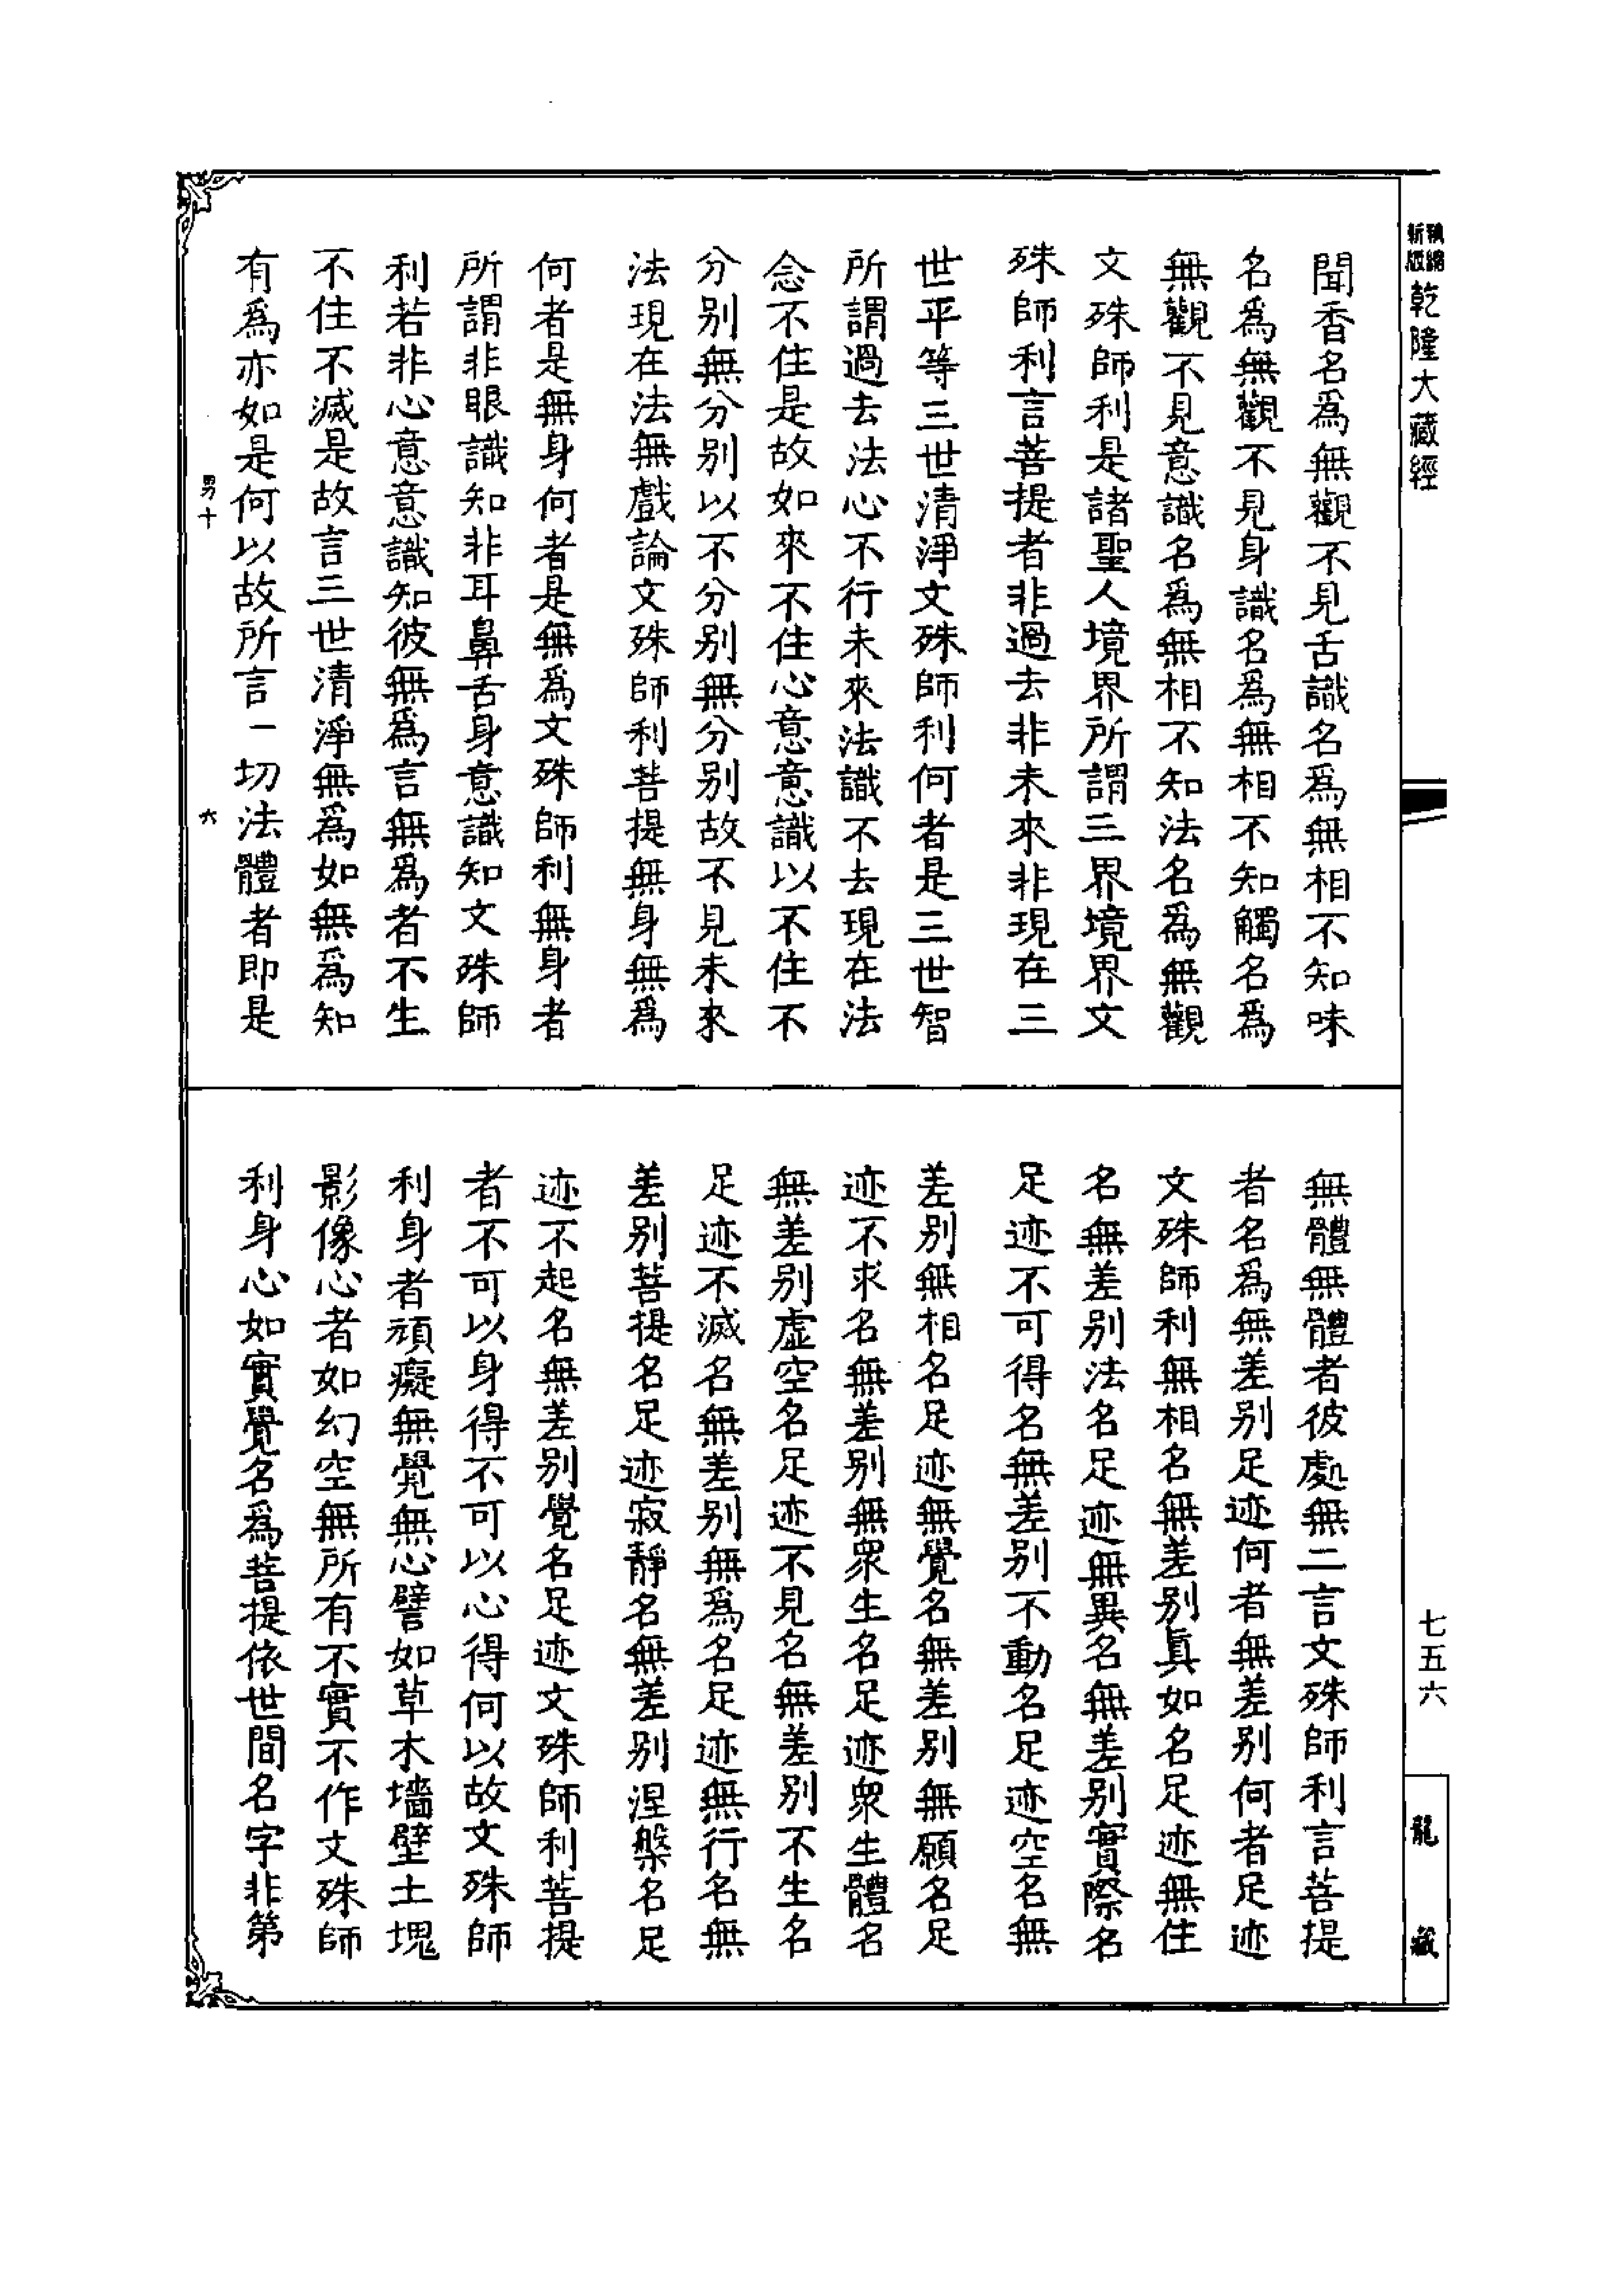 新版
精縮
乾隆大藏經
聞香名為無觀不見舌識名為無相不知味
名為無觀不見身識名為無相不知觸名為
無觀不見意識名為無相不知法名為無觀
文殊師利是諸聖人境界所謂三界境界文
殊師利言菩提者非過去非未來非現在三
世平等三世清淨文殊師利何者是三世智
所謂過去法心不行未來法識不去現在法
念不住是故如來不住心意意識以不住不
分別無分別以不分別無分別故不見未來
法現在法無戲論文殊師利菩提無身無為
何者是無身何者是無為文殊師利無身者
所謂非眼識知非耳鼻舌身意識知文殊師
利若非心意意識知彼無為言無為者不生
不住不滅是故言三世清淨無為如無為知
有為亦如是何以故所言一切法體者即是
男十
六
無體無體者彼處無二言文殊師利言菩提
者名為無差別足迹何者無差別何者足迹
文殊師利無相名無差別真如名足迹無住
名無差別法名足迹無異名無差別實際名
足迹不可得名無差別不動名足迹空名無
差別無相名足迹無覺名無差別無願名足
迹不求名無差別無眾生名足迹眾生體名
無差別虛空名足迹不見名無差別不生名
足迹不滅名無差別無為名足迹無行名無
差別菩提名足迹寂靜名無差別涅槃名足
迹不起名無差別覺名足迹文殊師利菩提
者不可以身得不可以心得何以故文殊師
利身者頑癡無覺無心譬如草木墻壁土塊
影像心者如幻空無所有不實不作文殊師
利身心如實覺名為菩提依世間名字非第
七五六
龍藏